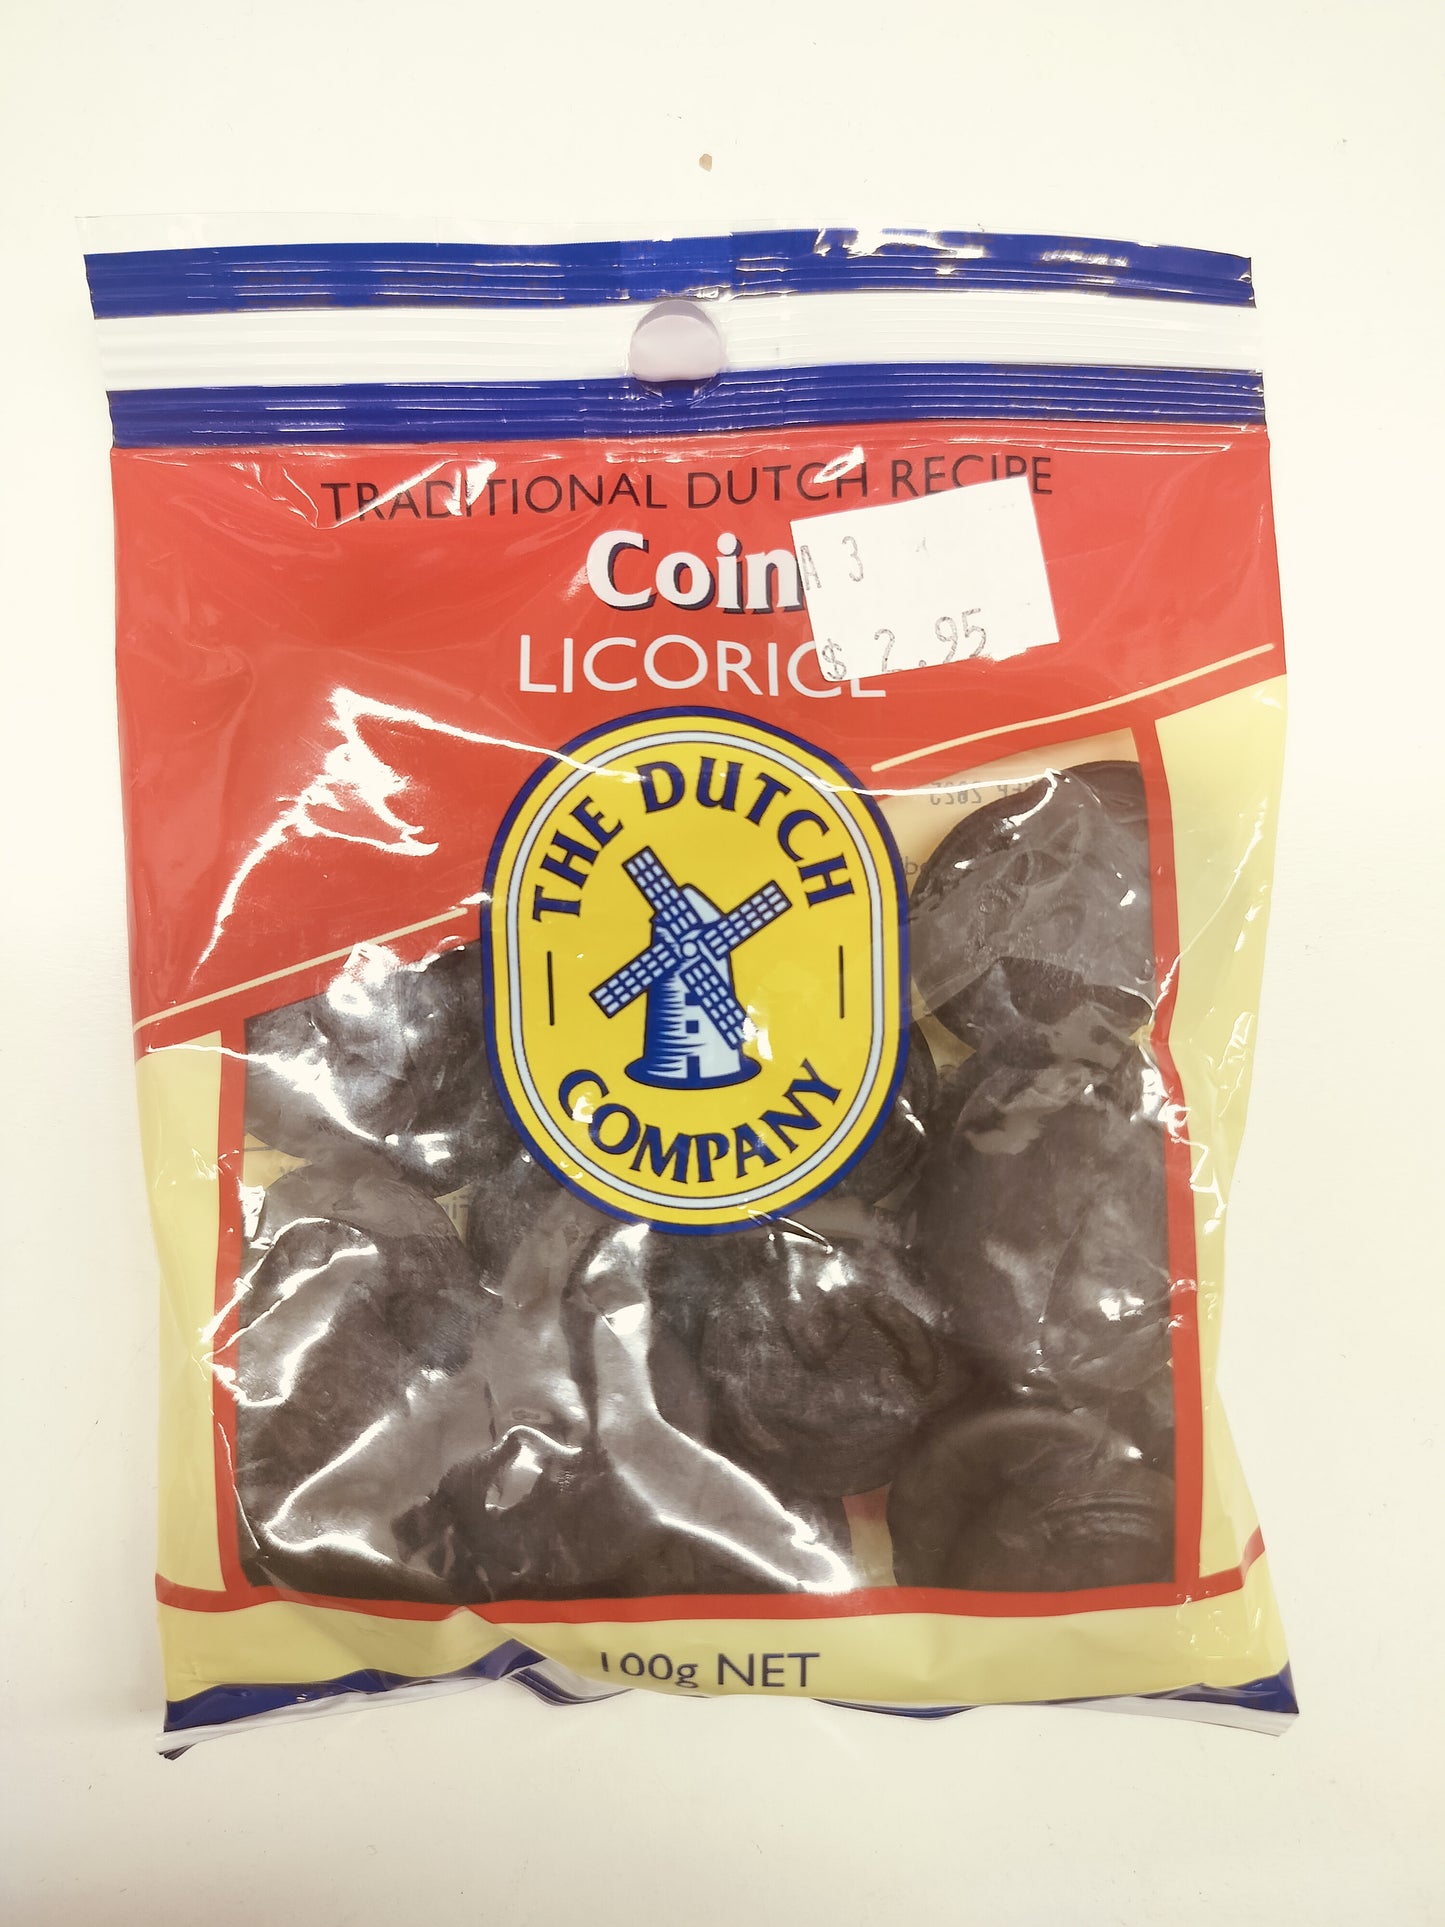 TRADITIONAL DUTCH RECIPE
Coin
LICORICE
A 3
$ 2.95
THE DUTCH
COMPANY
100g NET